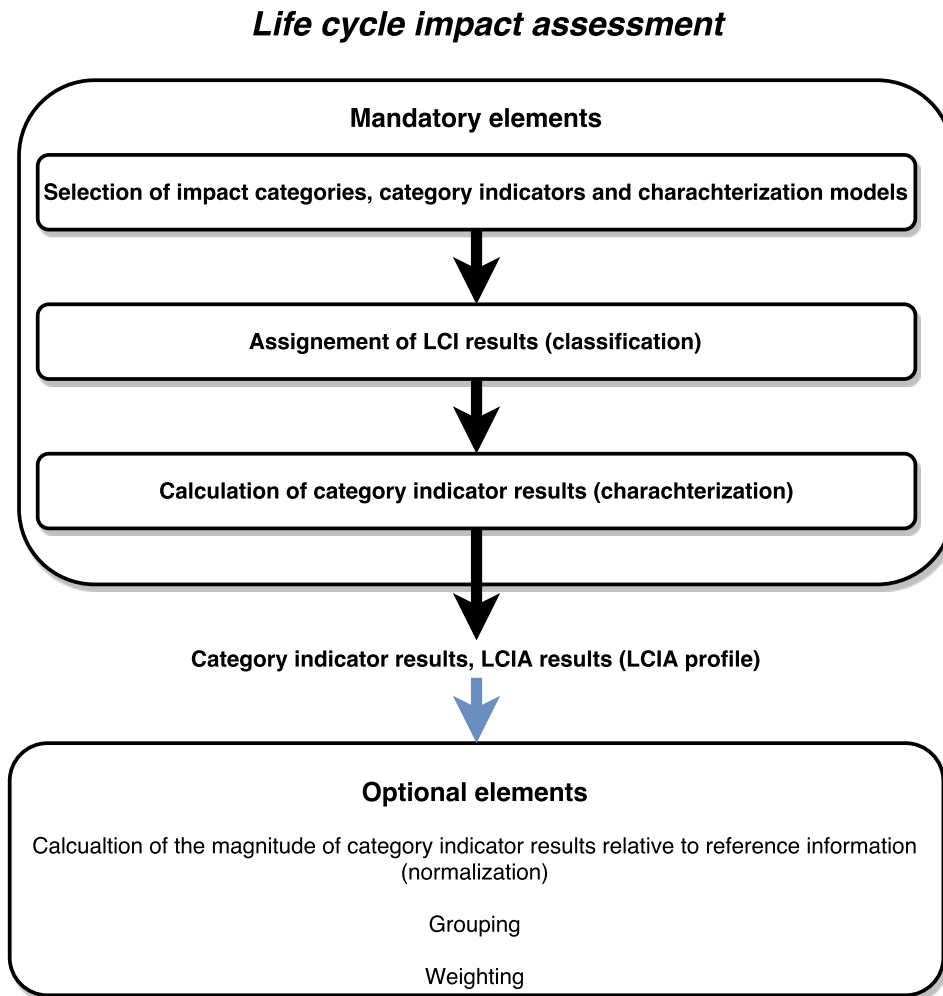 Life cycle impact assessment
Mandatory elements
Selection of impact categories, category indicators and charachterization models
Assignement of LCI results (classification)
Calculation of category indicator results (charachterization)
Category indicator results, LCIA results (LCIA profile)
Optional elements
Calcualtion of the magnitude of category indicator results relative to reference information
(normalization)
Grouping
Weighting